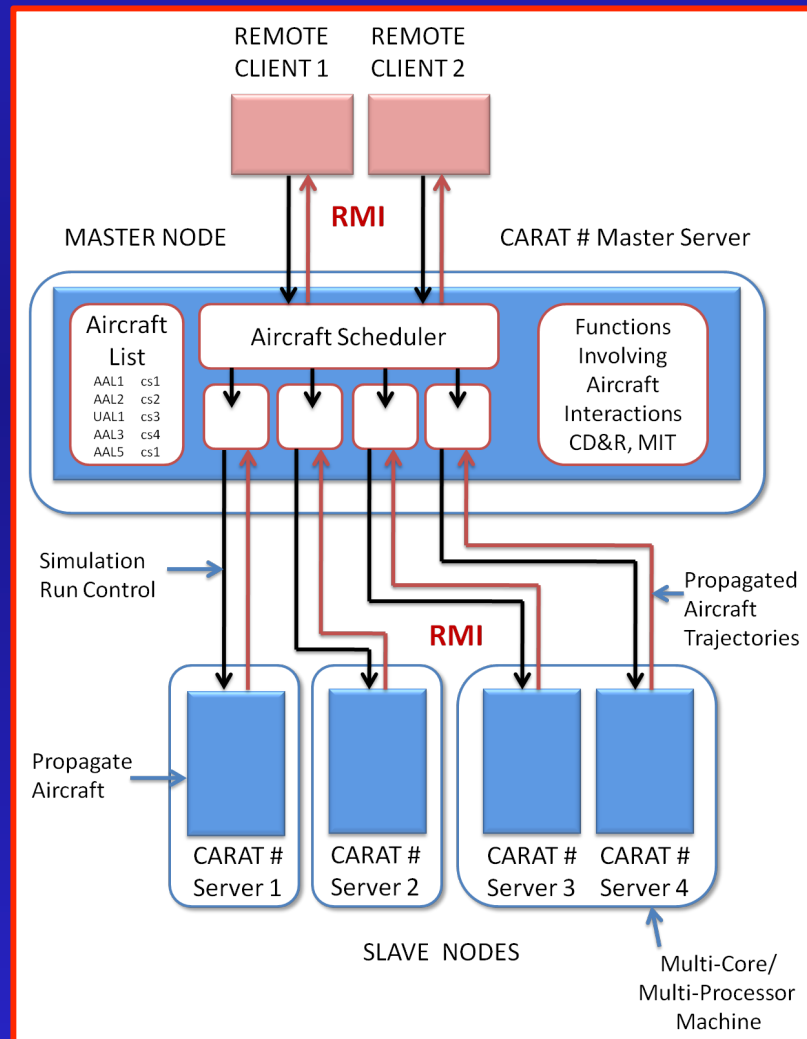 REMOTE
CLIENT 1
REMOTE
CLIENT 2
RMI
MASTER NODE
CARAT # Master Server
Aircraft
List
AAL1 cs1
AAL2 cs2
UAL1 cs3
AAL3 cs4
AAL5 cs1
Aircraft Scheduler
Functions
Involving
Aircraft
Interactions
CD&R, MIT
Simulation
Run Control
RMI
Propagated
Aircraft
Trajectories
Propagate
Aircraft
CARAT #
Server 1
CARAT #
Server 2
CARAT #
Server 3
CARAT #
Server 4
SLAVE NODES
Multi-Core/
Multi-Processor
Machine